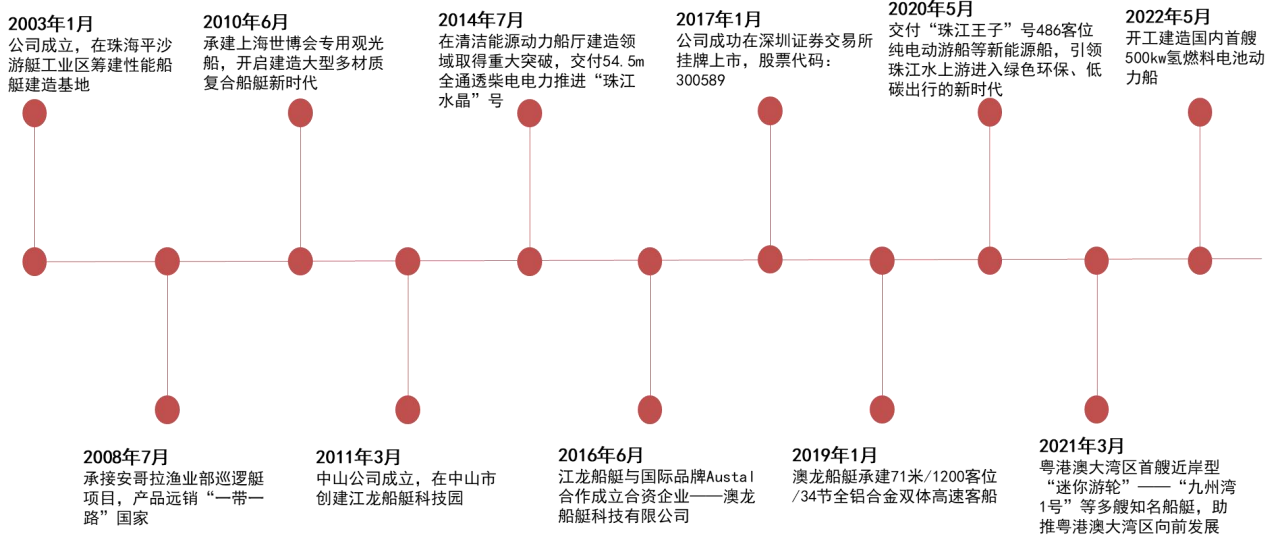 2003年1月
公司成立，在珠海平沙
游艇工业区筹建性能船
艇建造基地
2008年7月
承接安哥拉渔业部巡逻艇
项目，产品远销“一带一
路”国家
2010年6月
承建上海世博会专用观光
船，开启建造大型多材质
复合船艇新时代
2011年3月
中山公司成立，在中山市
创建江龙船艇科技园
2014年7月
在清洁能源动力船厅建造领
域取得重大突破，交付54.5m
全通透柴电电力推进“珠江
水晶”号
2016年6月
江龙船艇与国际品牌Austal
合作成立合资企业——澳龙
船艇科技有限公司
2017年1月
公司成功在深圳证券交易所
挂牌上市，股票代码：
300589
2019年1月
澳龙船艇承建71米/1200客位
/34节全铝合金双体高速客船
2020年5月
交付“珠江王子”号486客位
纯电动游船等新能源船，引领
珠江水上游进入绿色环保、低
碳出行的新时代
2021年3月
粤港澳大湾区首艘近岸型
“迷你游轮”——“九州湾
1号”等多艘知名船艇，助
推粤港澳大湾区向前发展
2022年5月
开工建造国内首艘
500kw氢燃料电池动
力船